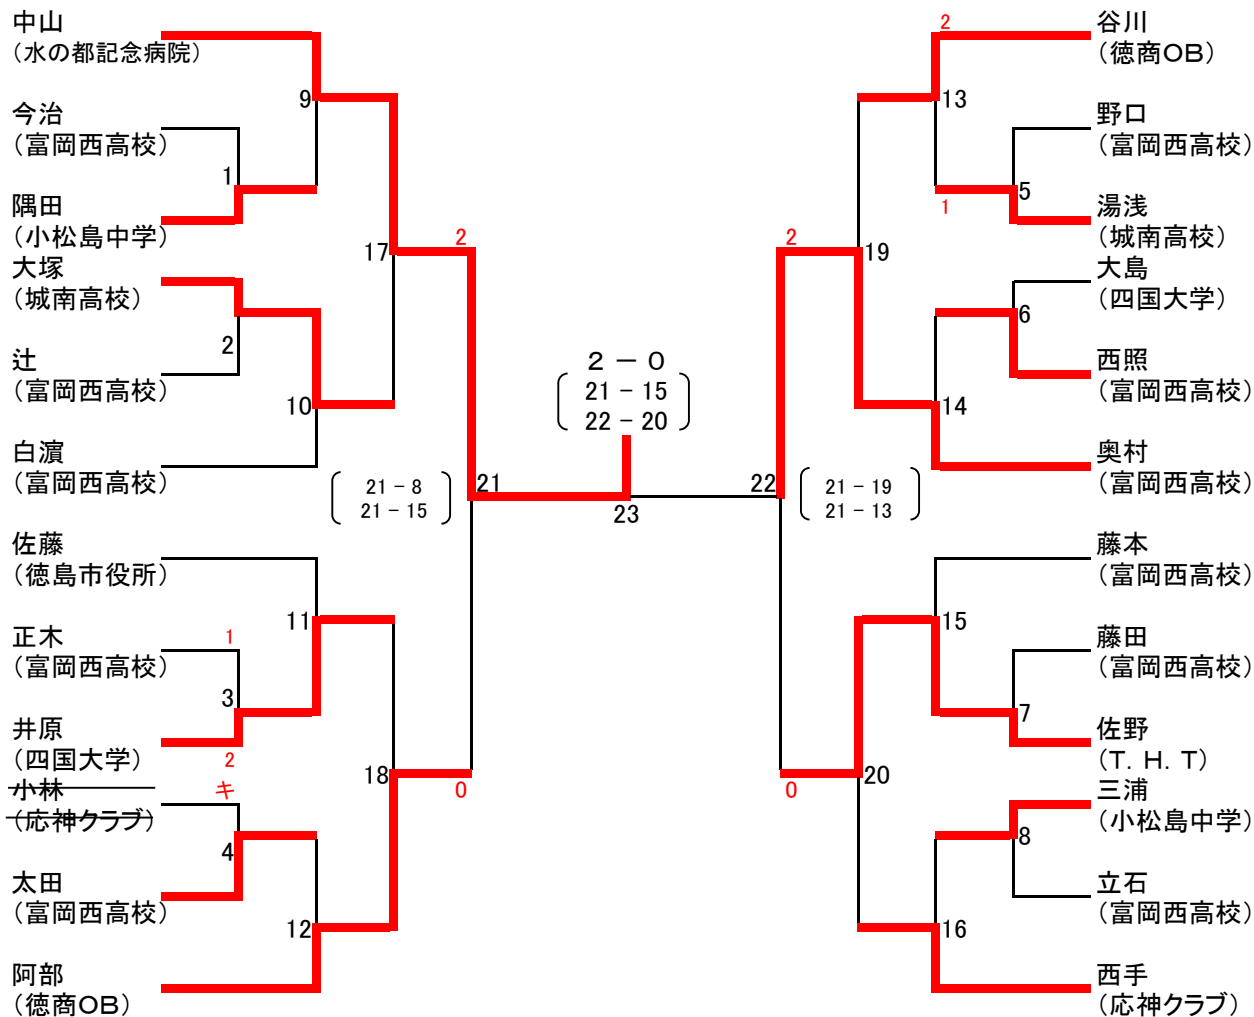 中山
（水の都記念病院）
9
今治
（富岡西高校）
1
隅田
（小松島中学）
17
2
大塚
（城南高校）
2
辻
（富岡西高校）
10
白濵
（富岡西高校）
21 − 8
21 − 15
21
佐藤
（徳島市役所）
11
正木
（富岡西高校）
1
3
井原
（四国大学）
2
18
0
小林
（応神クラブ）
キ
4
太田
（富岡西高校）
12
阿部
（徳商ＯＢ）
２ − ０
21 − 15
22 − 20
23
2
谷川
（徳商ＯＢ）
13
野口
（富岡西高校）
5
1
湯浅
（城南高校）
2
19
大島
（四国大学）
6
西照
（富岡西高校）
14
奥村
（富岡西高校）
22
21 − 19
21 − 13
藤本
（富岡西高校）
15
藤田
（富岡西高校）
7
佐野
（Ｔ．Ｈ．Ｔ）
0
20
三浦
（小松島中学）
8
立石
（富岡西高校）
16
西手
（応神クラブ）